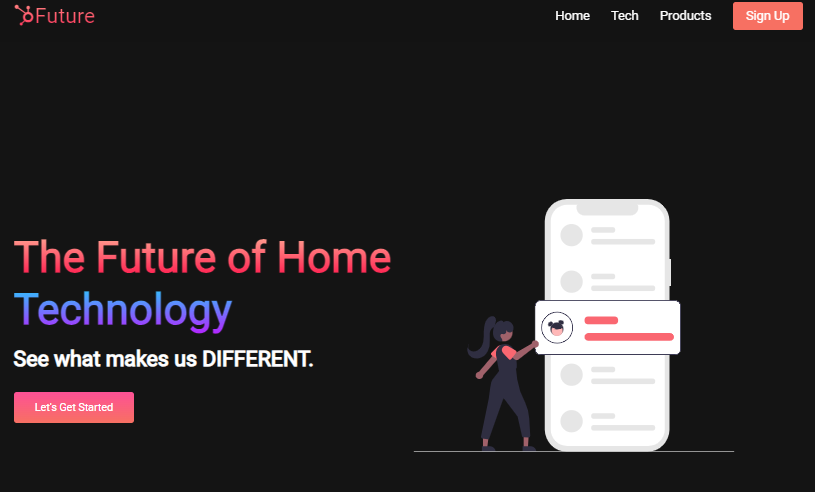 Future
Home Tech Products Sign Up
The Future of Home
Technology
See what makes us DIFFERENT.
Let's Get Started